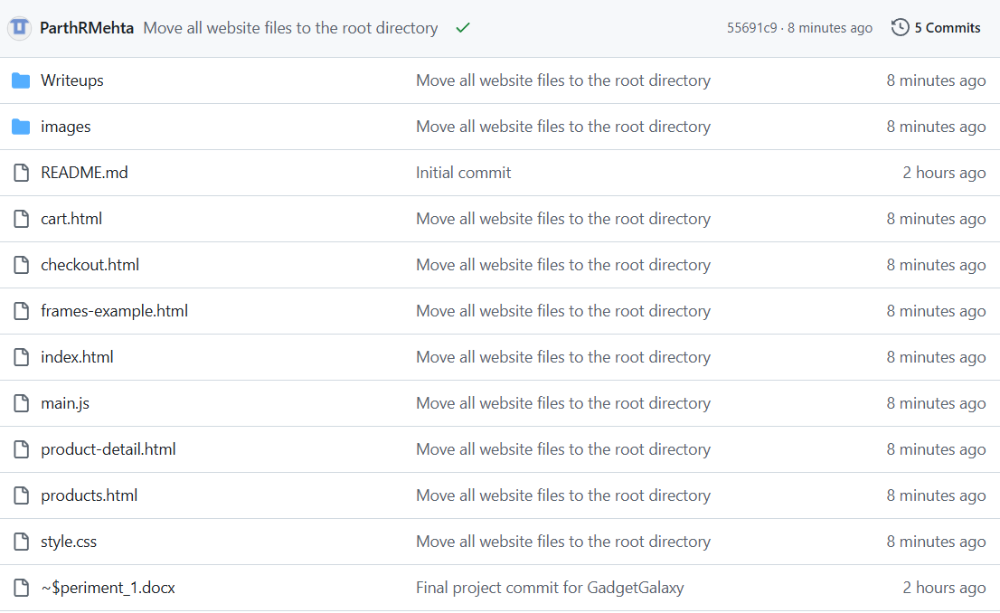 ParthRMehta Move all website files to the root directory 55691c9 · 8 minutes ago 5 Commits
Writeups Move all website files to the root directory 8 minutes ago
images Move all website files to the root directory 8 minutes ago
README.md Initial commit 2 hours ago
cart.html Move all website files to the root directory 8 minutes ago
checkout.html Move all website files to the root directory 8 minutes ago
frames-example.html Move all website files to the root directory 8 minutes ago
index.html Move all website files to the root directory 8 minutes ago
main.js Move all website files to the root directory 8 minutes ago
product-detail.html Move all website files to the root directory 8 minutes ago
products.html Move all website files to the root directory 8 minutes ago
style.css Move all website files to the root directory 8 minutes ago
~$periment_1.docx Final project commit for GadgetGalaxy 2 hours ago